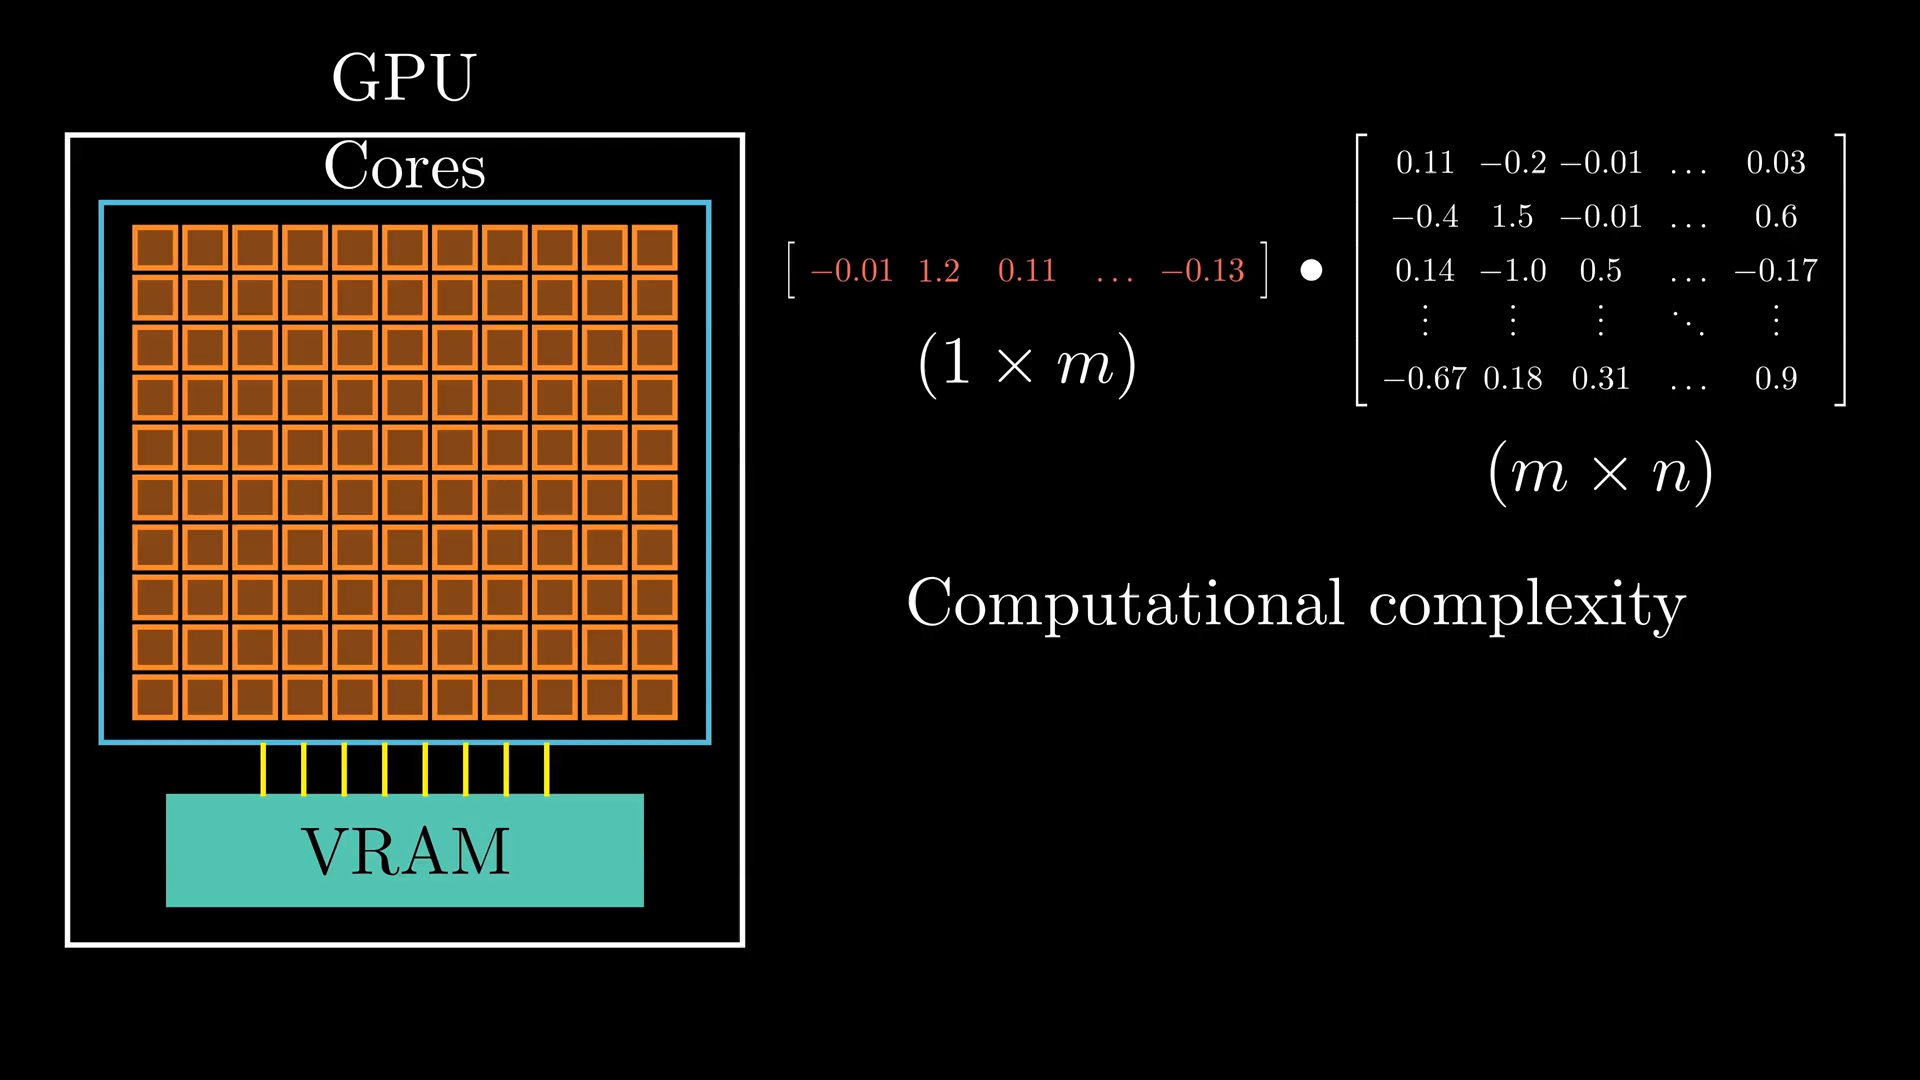 GPU
Cores
VRAM
[ −0.01 1.2 0.11 … −0.13 ] •
(1 × m)
0.11 −0.2 −0.01 … 0.03
−0.4 1.5 −0.01 … 0.6
0.14 −1.0 0.5 … −0.17
⋮ ⋮ ⋮ ⋱ ⋮
−0.67 0.18 0.31 … 0.9
(m × n)
Computational complexity